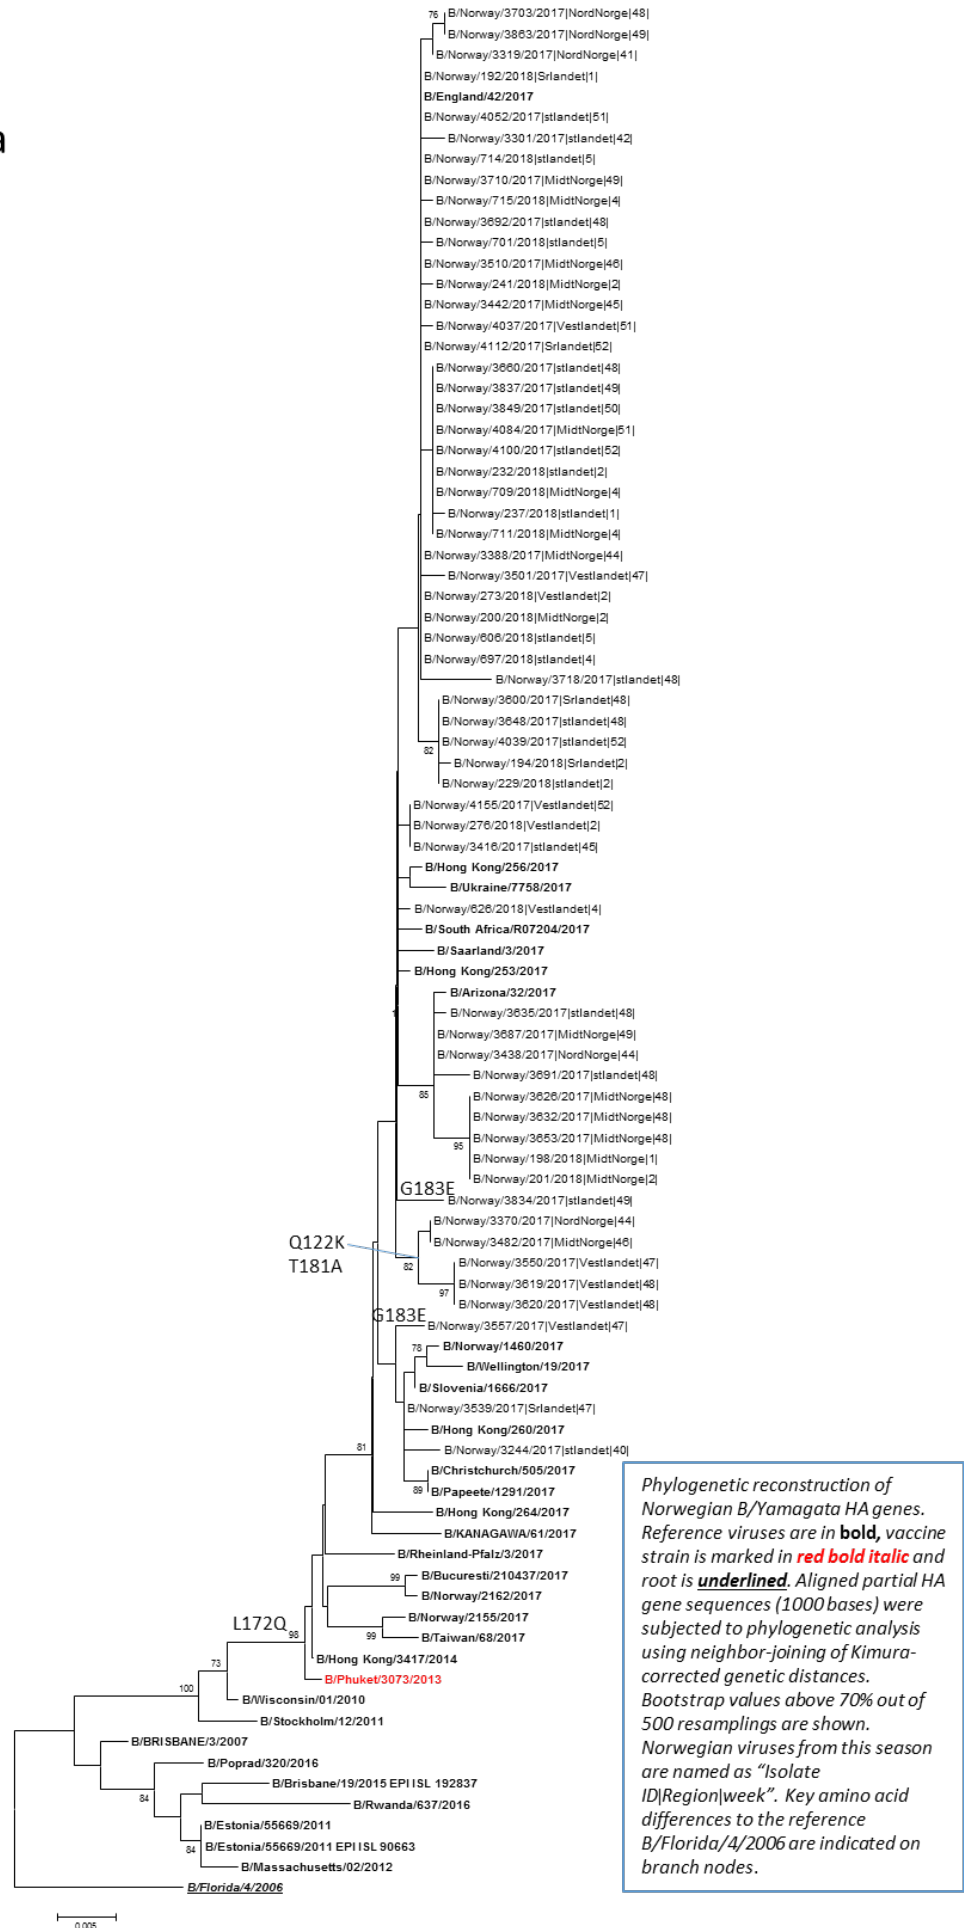 a
76
B/Norway/3703/2017|NordNorge|48|
B/Norway/3863/2017|NordNorge|49|
B/Norway/3319/2017|NordNorge|41|
B/Norway/192/2018|Srlandet|1|
B/England/42/2017
B/Norway/4052/2017|stlandet|51|
B/Norway/3301/2017|stlandet|42|
B/Norway/714/2018|stlandet|5|
B/Norway/3710/2017|MidtNorge|49|
B/Norway/715/2018|MidtNorge|4|
B/Norway/3692/2017|stlandet|48|
B/Norway/701/2018|stlandet|5|
B/Norway/3510/2017|MidtNorge|46|
B/Norway/241/2018|MidtNorge|2|
B/Norway/3442/2017|MidtNorge|45|
B/Norway/4037/2017|Vestlandet|51|
B/Norway/4112/2017|Srlandet|52|
B/Norway/3660/2017|stlandet|48|
B/Norway/3837/2017|stlandet|49|
B/Norway/3849/2017|stlandet|50|
B/Norway/4084/2017|MidtNorge|51|
B/Norway/4100/2017|stlandet|52|
B/Norway/232/2018|stlandet|2|
B/Norway/709/2018|MidtNorge|4|
B/Norway/237/2018|stlandet|1|
B/Norway/711/2018|MidtNorge|4|
B/Norway/3388/2017|MidtNorge|44|
B/Norway/3501/2017|Vestlandet|47|
B/Norway/273/2018|Vestlandet|2|
B/Norway/200/2018|MidtNorge|2|
B/Norway/606/2018|stlandet|5|
B/Norway/697/2018|stlandet|4|
B/Norway/3718/2017|stlandet|48|
B/Norway/3600/2017|Srlandet|48|
B/Norway/3648/2017|stlandet|48|
B/Norway/4039/2017|stlandet|52|
82
B/Norway/194/2018|Srlandet|2|
B/Norway/229/2018|stlandet|2|
B/Norway/4155/2017|Vestlandet|52|
B/Norway/276/2018|Vestlandet|2|
B/Norway/3416/2017|stlandet|45|
B/Hong Kong/256/2017
B/Ukraine/7758/2017
B/Norway/626/2018|Vestlandet|4|
B/South Africa/R07204/2017
B/Saarland/3/2017
B/Hong Kong/253/2017
B/Arizona/32/2017
B/Norway/3635/2017|stlandet|48|
B/Norway/3687/2017|MidtNorge|49|
B/Norway/3438/2017|NordNorge|44|
B/Norway/3691/2017|stlandet|48|
85
B/Norway/3626/2017|MidtNorge|48|
B/Norway/3632/2017|MidtNorge|48|
B/Norway/3653/2017|MidtNorge|48|
95
B/Norway/198/2018|MidtNorge|1|
B/Norway/201/2018|MidtNorge|2|
G183E
B/Norway/3834/2017|stlandet|49|
B/Norway/3370/2017|NordNorge|44|
Q122K
B/Norway/3482/2017|MidtNorge|46|
T181A
82
B/Norway/3550/2017|Vestlandet|47|
B/Norway/3619/2017|Vestlandet|48|
97
B/Norway/3620/2017|Vestlandet|48|
G183E
B/Norway/3557/2017|Vestlandet|47|
78
B/Norway/1460/2017
B/Wellington/19/2017
B/Slovenia/1666/2017
B/Norway/3539/2017|Srlandet|47|
B/Hong Kong/260/2017
81
B/Norway/3244/2017|stlandet|40|
B/Christchurch/505/2017
89
B/Papeete/1291/2017
B/Hong Kong/264/2017
B/KANAGAWA/61/2017
B/Rheinland-Pfalz/3/2017
99
B/Bucuresti/210437/2017
B/Norway/2162/2017
B/Norway/2155/2017
L172Q
98
99
B/Taiwan/68/2017
B/Hong Kong/3417/2014
73
B/Phuket/3073/2013
100
B/Wisconsin/01/2010
B/Stockholm/12/2011
B/BRISBANE/3/2007
B/Poprad/320/2016
B/Brisbane/19/2015 EPI ISL 192837
84
B/Rwanda/637/2016
B/Estonia/55669/2011
84
B/Estonia/55669/2011 EPI ISL 90663
B/Massachusetts/02/2012
B/Florida/4/2006
0.005
Phylogenetic reconstruction of
Norwegian B/Yamagata HA genes.
Reference viruses are in bold, vaccine
strain is marked in red bold italic and
root is underlined. Aligned partial HA
gene sequences (1000 bases) were
subjected to phylogenetic analysis
using neighbor-joining of Kimura-
corrected genetic distances.
Bootstrap values above 70% out of
500 resamplings are shown.
Norwegian viruses from this season
are named as “Isolate
ID|Region|week”. Key amino acid
differences to the reference
B/Florida/4/2006 are indicated on
branch nodes.